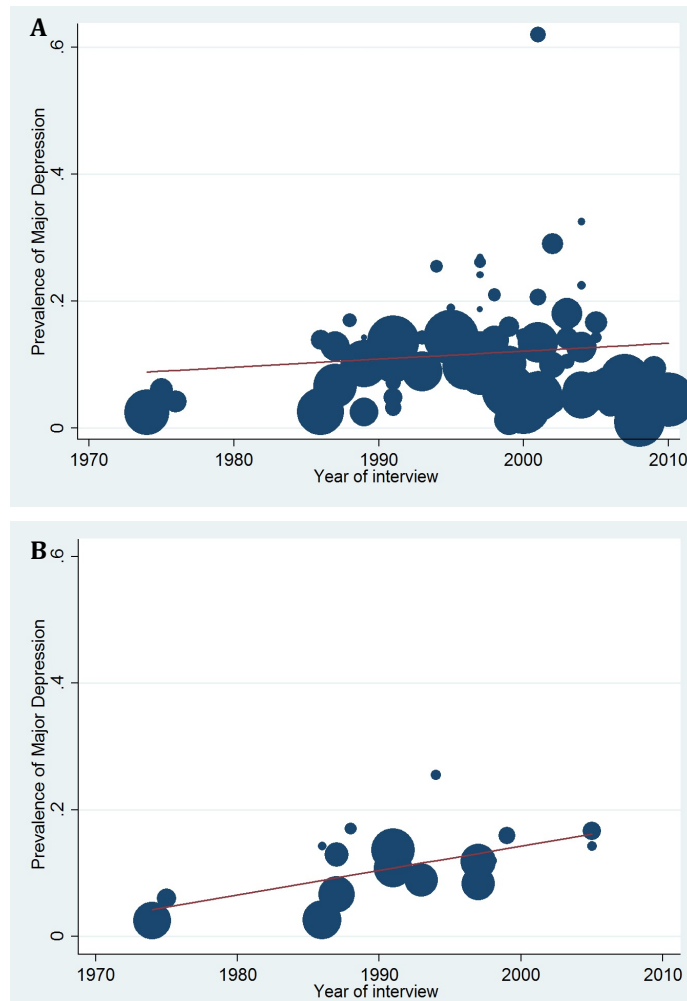 A
Prevalence of Major Depression
.6
.4
.2
0
1970 1980 1990 2000 2010
Year of interview
B
Prevalence of Major Depression
.6
.4
.2
0
1970 1980 1990 2000 2010
Year of interview